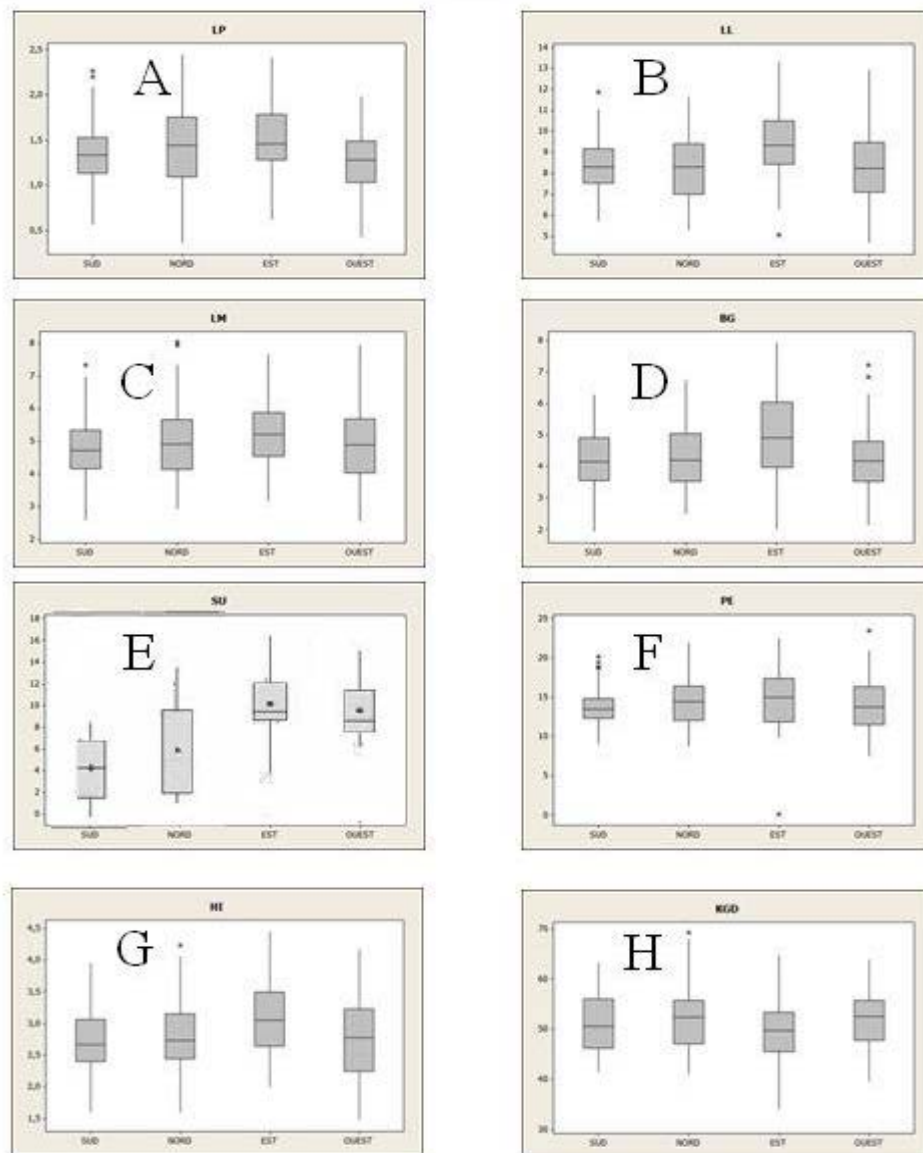 LP
A
2,5
2,0
1,5
1,0
0,5
SUD NORD EST OUEST
LL
B
14
13
12
11
10
9
8
7
6
5
SUD NORD EST OUEST
LM
C
8
7
6
5
4
3
2
SUD NORD EST OUEST
BG
D
8
7
6
5
4
3
2
SUD NORD EST OUEST
SU
E
18
16
14
12
10
8
6
4
2
0
SUD NORD EST OUEST
PE
F
25
20
15
10
5
0
SUD NORD EST OUEST
HI
G
4,5
4,0
3,5
3,0
2,5
2,0
1,5
SUD NORD EST OUEST
KGD
H
70
60
50
40
30
SUD NORD EST OUEST